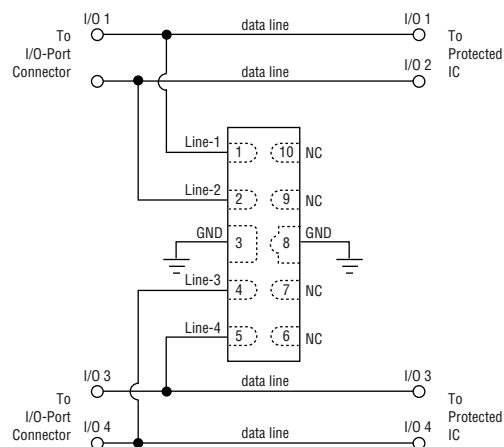 I/O 1
data line
I/O 1
To
I/O-Port
Connector
To
Protected
IC
data line
I/O 2
Line-1
1
10
NC
Line-2
2
9
NC
GND
3
8
GND
Line-3
4
7
NC
Line-4
5
6
NC
I/O 3
data line
I/O 3
To
I/O-Port
Connector
To
Protected
IC
I/O 4
data line
I/O 4